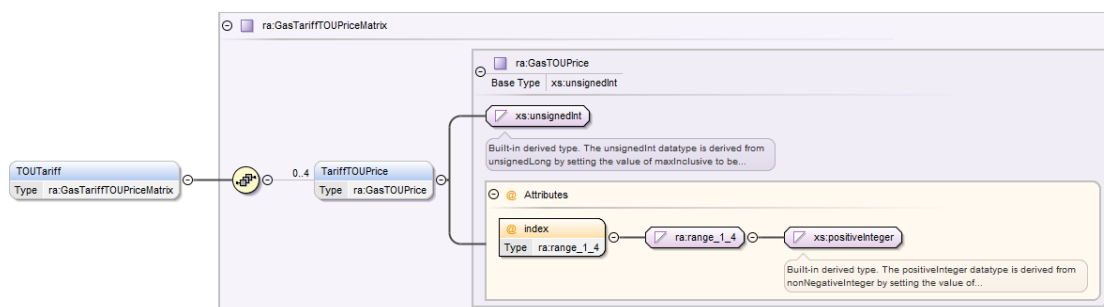 ra:GasTariffTOUPriceMatrix
ra:GasTOUPrice
Base Type xs:unsignedInt
xs:unsignedInt
Built-in derived type. The unsignedInt datatype is derived from
unsignedLong by setting the value of maxInclusive to be...
TOUTariff
Type ra:GasTariffTOUPriceMatrix
0..4
TariffTOUPrice
Type ra:GasTOUPrice
@ Attributes
@ index
Type ra:range_1_4
ra:range_1_4
xs:positiveInteger
Built-in derived type. The positiveInteger datatype is derived from
nonNegativeInteger by setting the value of...